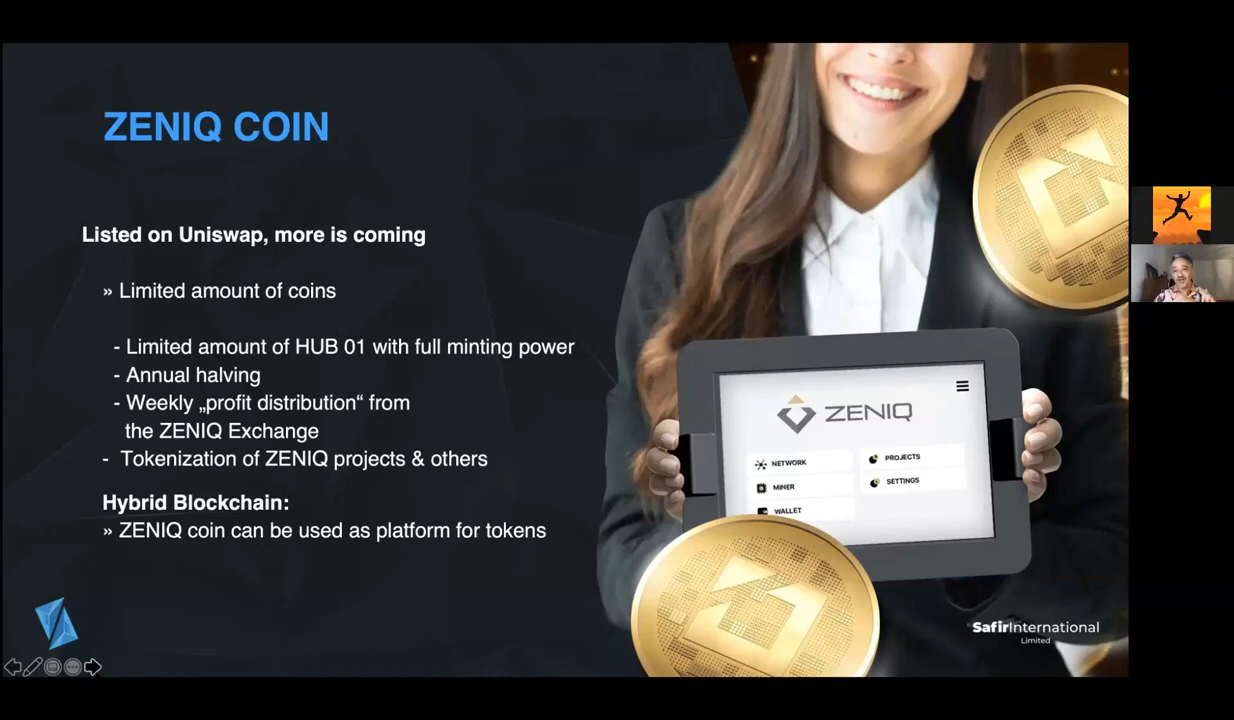 ZENIQ COIN
Listed on Uniswap, more is coming
» Limited amount of coins
- Limited amount of HUB 01 with full minting power
- Annual halving
- Weekly „profit distribution“ from
the ZENIQ Exchange
- Tokenization of ZENIQ projects & others
Hybrid Blockchain:
» ZENIQ coin can be used as platform for tokens
ZENIQ
NETWORK
MINER
WALLET
PROJECTS
SETTINGS
SafirInternational
Limited